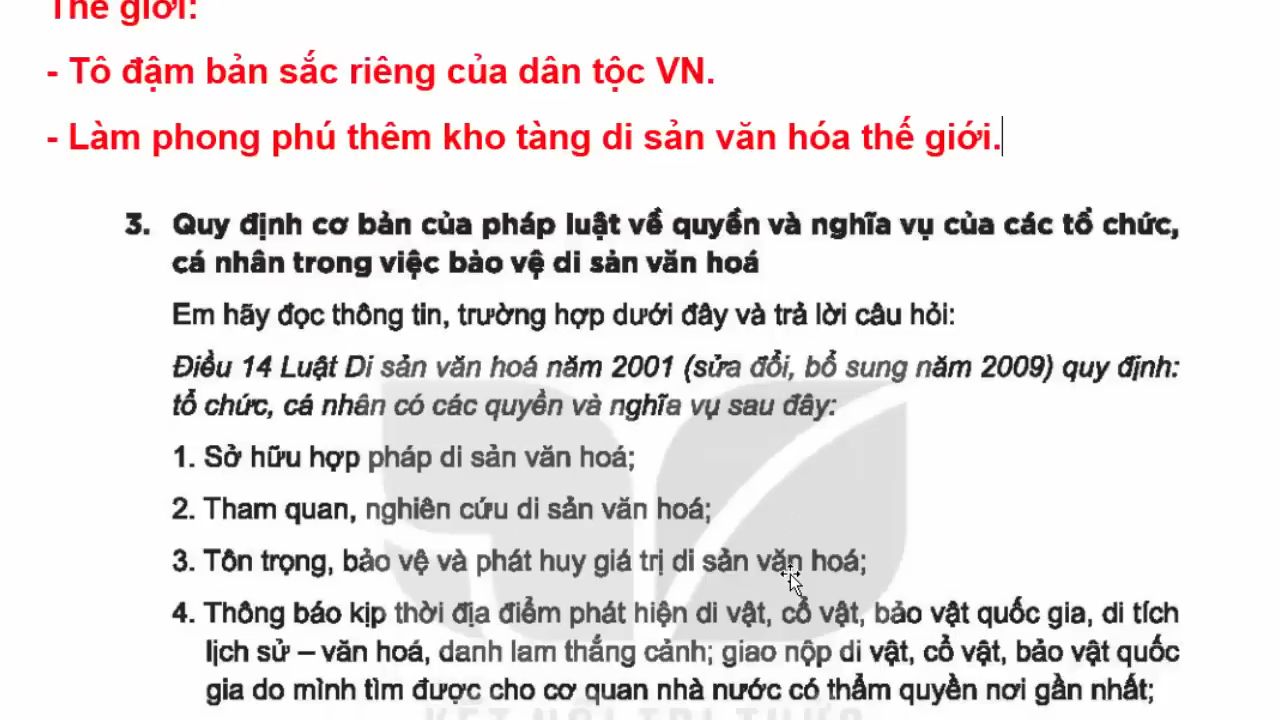 Thế giới:
- Tô đậm bản sắc riêng của dân tộc VN.
- Làm phong phú thêm kho tàng di sản văn hóa thế giới.
3. Quy định cơ bản của pháp luật về quyền và nghĩa vụ của các tổ chức,
cá nhân trong việc bảo vệ di sản văn hoá
Em hãy đọc thông tin, trường hợp dưới đây và trả lời câu hỏi:
Điều 14 Luật Di sản văn hoá năm 2001 (sửa đổi, bổ sung năm 2009) quy định:
tổ chức, cá nhân có các quyền và nghĩa vụ sau đây:
1. Sở hữu hợp pháp di sản văn hoá;
2. Tham quan, nghiên cứu di sản văn hoá;
3. Tôn trọng, bảo vệ và phát huy giá trị di sản văn hoá;
4. Thông báo kịp thời địa điểm phát hiện di vật, cổ vật, bảo vật quốc gia, di tích
lịch sử – văn hoá, danh lam thắng cảnh; giao nộp di vật, cổ vật, bảo vật quốc
gia do mình tìm được cho cơ quan nhà nước có thẩm quyền nơi gần nhất;
KẾT NỐI TRI THỨC